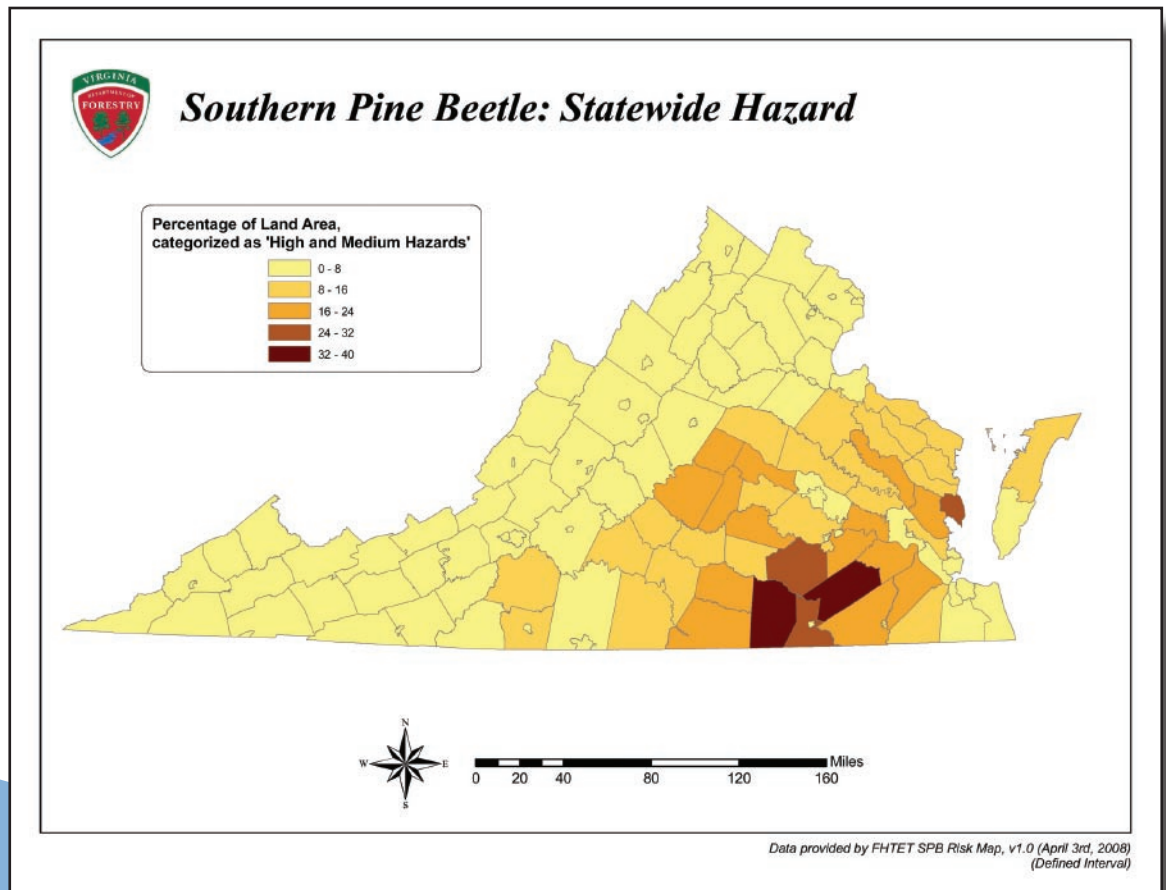 VIRGINIA
DEPARTMENT OF
FORESTRY
Southern Pine Beetle: Statewide Hazard
Percentage of Land Area,
categorized as 'High and Medium Hazards'
0 - 8
8 - 16
16 - 24
24 - 32
32 - 40
N
W E
S
0 20 40 80 120 160 Miles
Data provided by FHTET SPB Risk Map, v1.0 (April 3rd, 2008)
(Defined Interval)